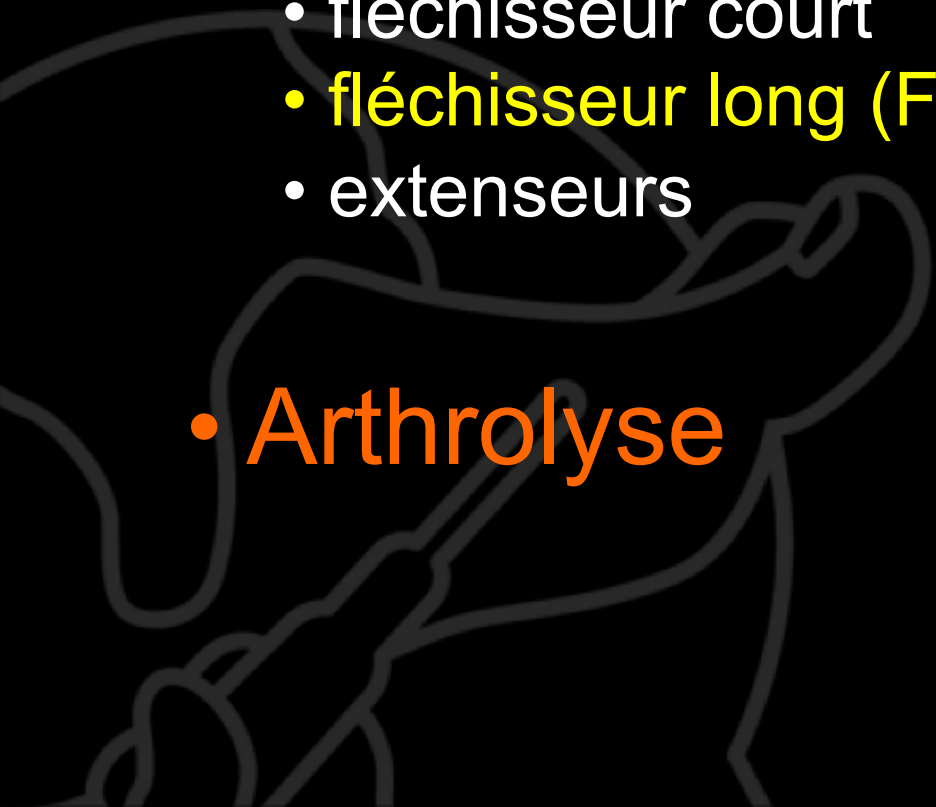 • fléchisseur court
• fléchisseur long (F
• extenseurs
• Arthrolyse